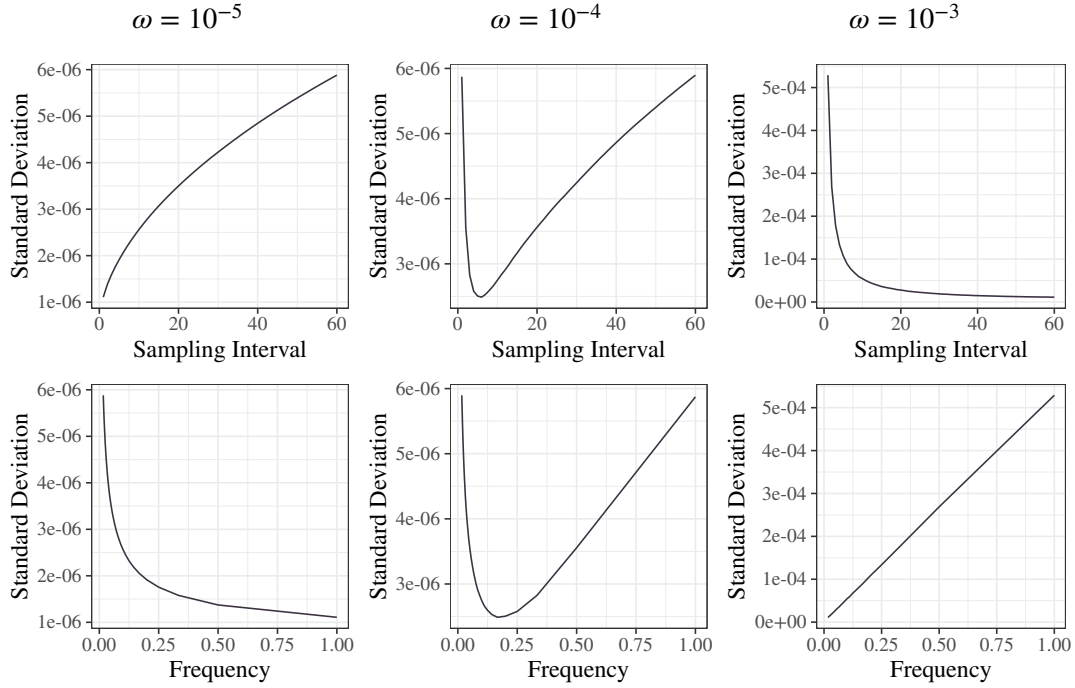 ω = 10⁻⁵
ω = 10⁻⁴
ω = 10⁻³
Standard Deviation
6e-06
5e-06
4e-06
3e-06
2e-06
1e-06
0 20 40 60
Sampling Interval
Standard Deviation
6e-06
5e-06
4e-06
3e-06
0 20 40 60
Sampling Interval
Standard Deviation
5e-04
4e-04
3e-04
2e-04
1e-04
0e+00
0 20 40 60
Sampling Interval
Standard Deviation
6e-06
5e-06
4e-06
3e-06
2e-06
1e-06
0.00 0.25 0.50 0.75 1.00
Frequency
Standard Deviation
6e-06
5e-06
4e-06
3e-06
0.00 0.25 0.50 0.75 1.00
Frequency
Standard Deviation
5e-04
4e-04
3e-04
2e-04
1e-04
0e+00
0.00 0.25 0.50 0.75 1.00
Frequency